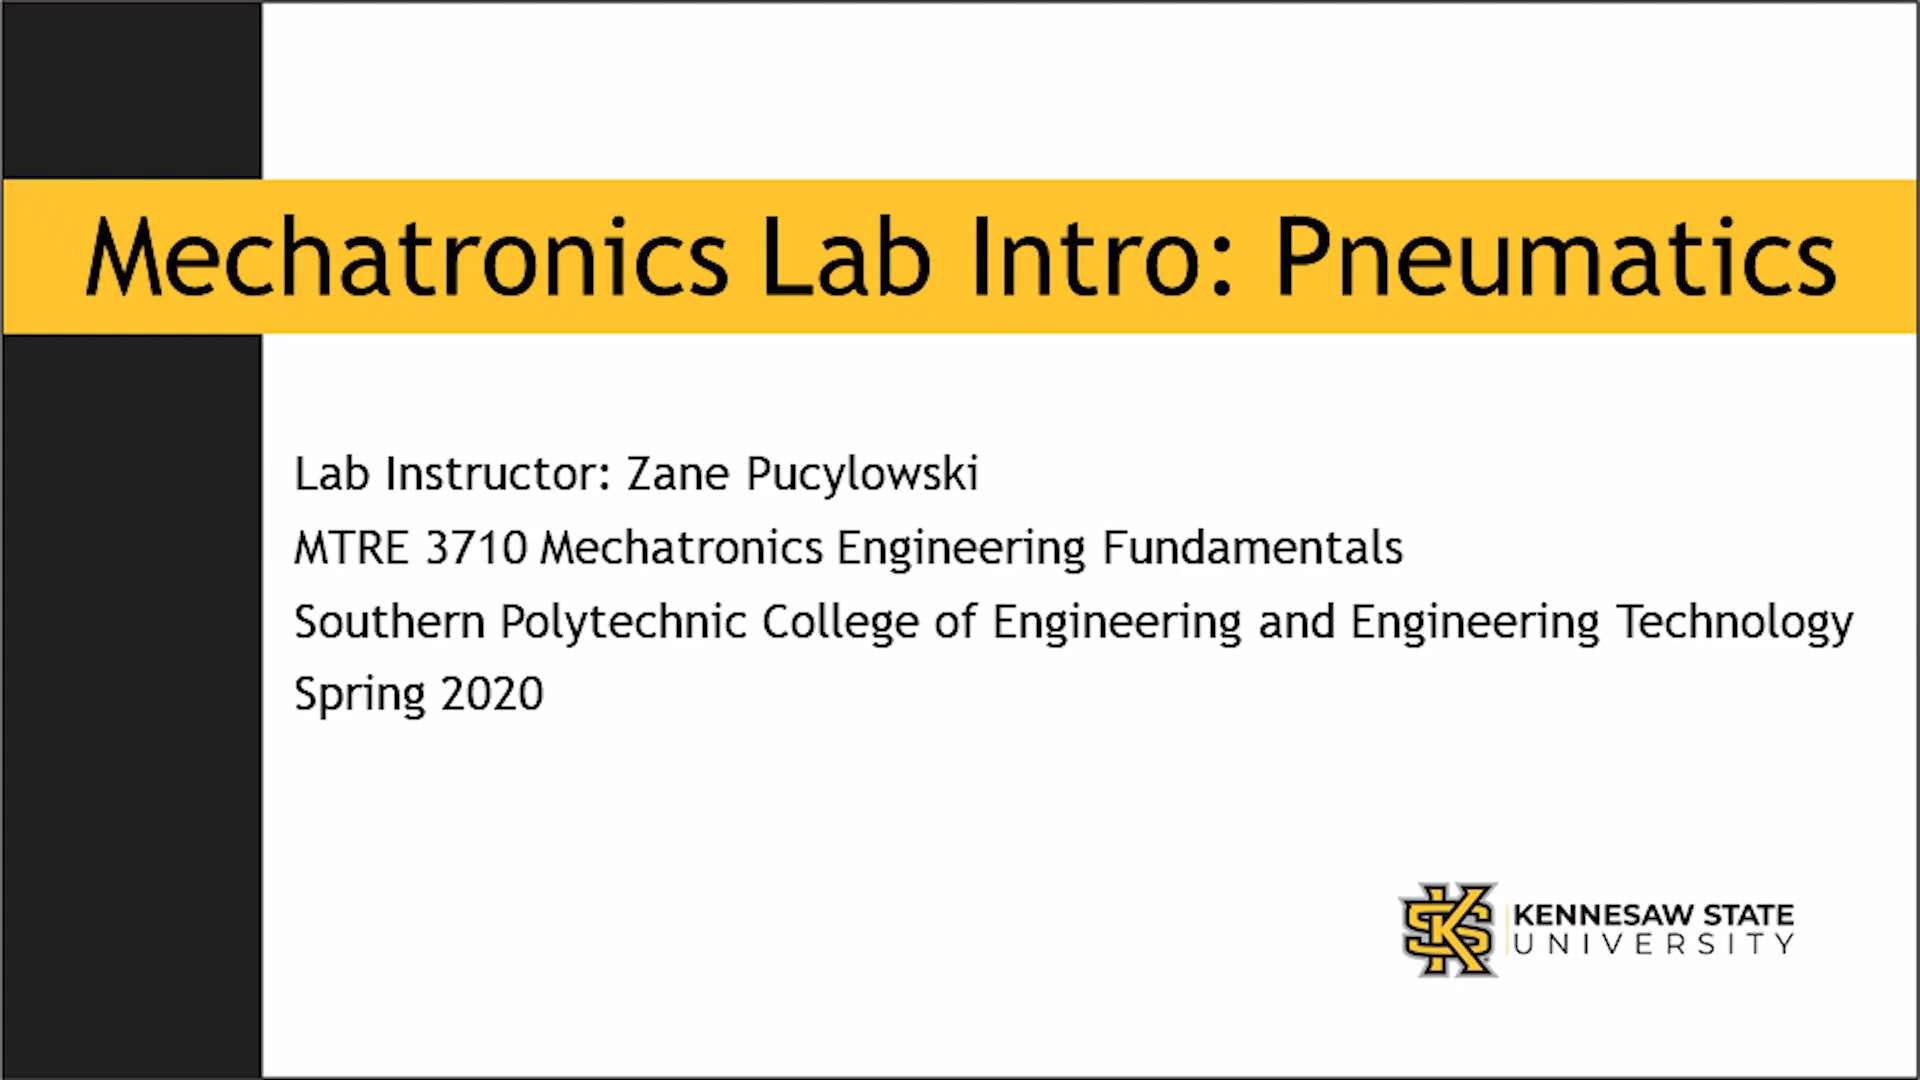 Mechatronics Lab Intro: Pneumatics
Lab Instructor: Zane Pucylowski
MTRE 3710 Mechatronics Engineering Fundamentals
Southern Polytechnic College of Engineering and Engineering Technology
Spring 2020
KS
KENNESAW STATE
UNIVERSITY